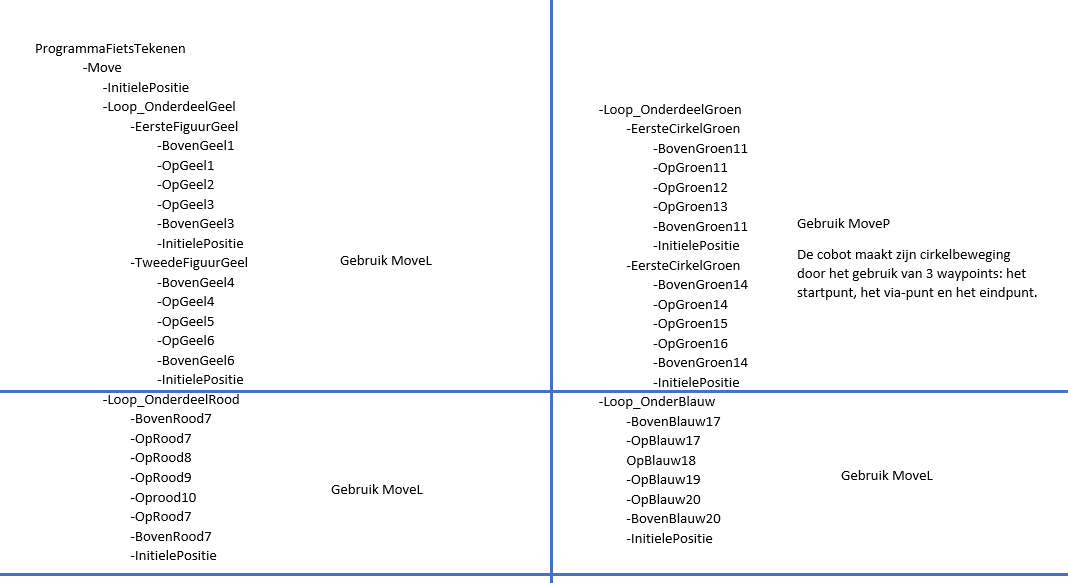 ProgrammaFietsTekenen
-Move
-InitielePositie
-Loop_OnderdeelGeel
-EersteFiguurGeel
-BovenGeel1
-OpGeel1
-OpGeel2
-OpGeel3
-BovenGeel3
-InitielePositie
-TweedeFiguurGeel
-BovenGeel4
-OpGeel4
-OpGeel5
-OpGeel6
-BovenGeel6
-InitielePositie
Gebruik MoveL
-Loop_OnderdeelGroen
-EersteCirkelGroen
-BovenGroen11
-OpGroen11
-OpGroen12
-OpGroen13
-BovenGroen11
-InitielePositie
-EersteCirkelGroen
-BovenGroen14
-OpGroen14
-OpGroen15
-OpGroen16
-BovenGroen14
-InitielePositie
Gebruik MoveP
De cobot maakt zijn cirkelbeweging
door het gebruik van 3 waypoints: het
startpunt, het via-punt en het eindpunt.
-Loop_OnderdeelRood
-BovenRood7
-OpRood7
-OpRood8
-OpRood9
-Oprood10
-OpRood7
-BovenRood7
-InitielePositie
Gebruik MoveL
-Loop_OnderBlauw
-BovenBlauw17
-OpBlauw17
OpBlauw18
-OpBlauw19
-OpBlauw20
-BovenBlauw20
-InitielePositie
Gebruik MoveL